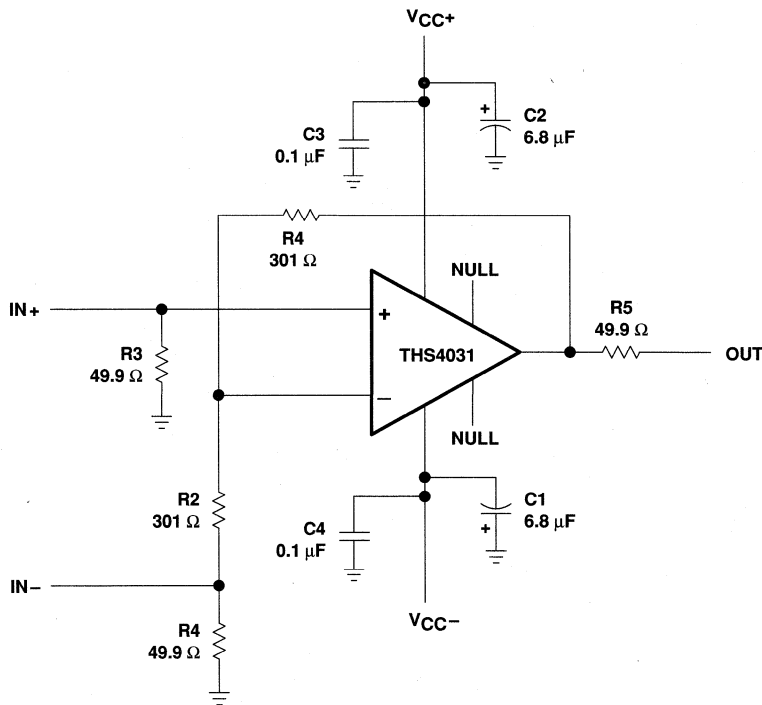 VCC+
C3
0.1 µF
+
C2
6.8 µF
R4
301 Ω
NULL
IN+
R3
49.9 Ω
+
THS4031
−
R5
49.9 Ω
OUT
NULL
R2
301 Ω
C4
0.1 µF
C1
6.8 µF
+
IN−
VCC−
R4
49.9 Ω